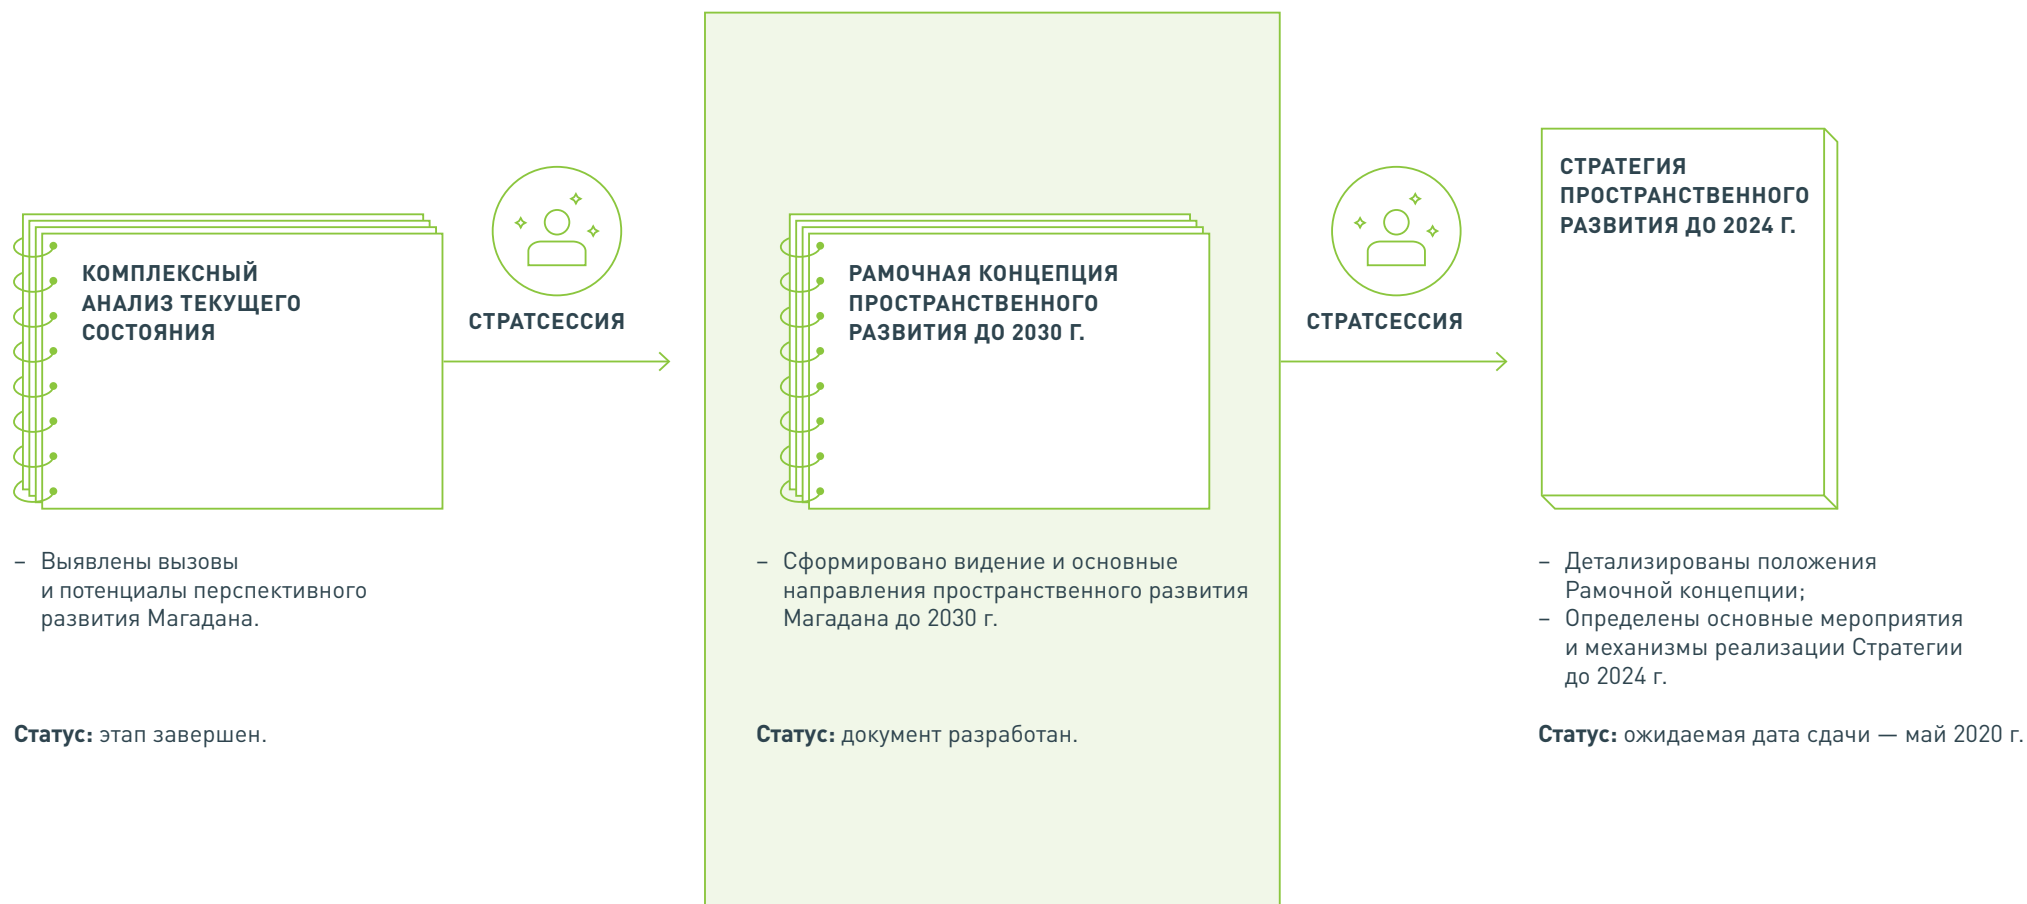 КОМПЛЕКСНЫЙ
АНАЛИЗ ТЕКУЩЕГО
СОСТОЯНИЯ
– Выявлены вызовы
и потенциалы перспективного
развития Магадана.
Статус: этап завершен.
СТРАТСЕССИЯ
РАМОЧНАЯ КОНЦЕПЦИЯ
ПРОСТРАНСТВЕННОГО
РАЗВИТИЯ ДО 2030 Г.
– Сформировано видение и основные
направления пространственного развития
Магадана до 2030 г.
Статус: документ разработан.
СТРАТСЕССИЯ
СТРАТЕГИЯ
ПРОСТРАНСТВЕННОГО
РАЗВИТИЯ ДО 2024 Г.
– Детализированы положения
Рамочной концепции;
– Определены основные мероприятия
и механизмы реализации Стратегии
до 2024 г.
Статус: ожидаемая дата сдачи — май 2020 г.